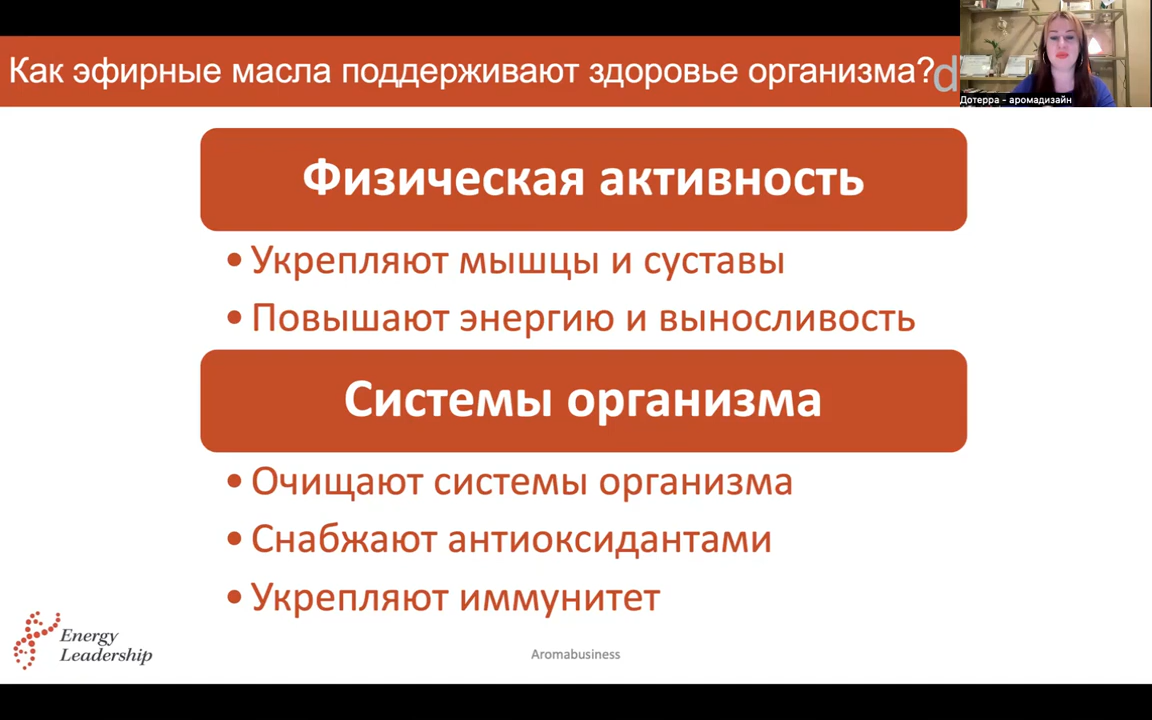 Как эфирные масла поддерживают здоровье организма?
d
Дотерра - аромадизайн
Физическая активность
• Укрепляют мышцы и суставы
• Повышают энергию и выносливость
Системы организма
• Очищают системы организма
• Снабжают антиоксидантами
• Укрепляют иммунитет
Energy
Leadership
Aromabusiness